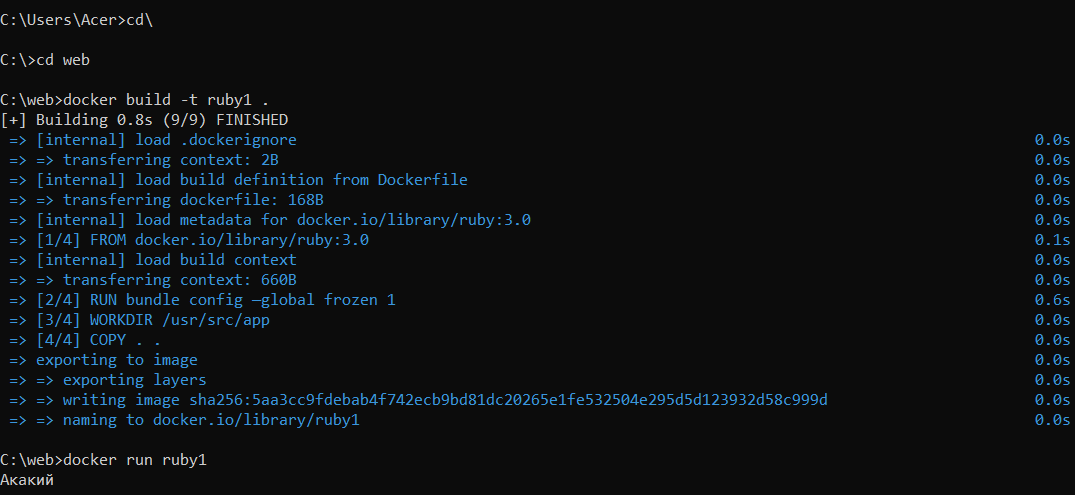 C:\Users\Acer>cd\
C:\>cd web
C:\web>docker build -t ruby1 .
[+] Building 0.8s (9/9) FINISHED
=> [internal] load .dockerignore 0.0s
=> => transferring context: 2B 0.0s
=> [internal] load build definition from Dockerfile 0.0s
=> => transferring dockerfile: 168B 0.0s
=> [internal] load metadata for docker.io/library/ruby:3.0 0.0s
=> [1/4] FROM docker.io/library/ruby:3.0 0.1s
=> [internal] load build context 0.0s
=> => transferring context: 660B 0.0s
=> [2/4] RUN bundle config —global frozen 1 0.6s
=> [3/4] WORKDIR /usr/src/app 0.0s
=> [4/4] COPY . . 0.0s
=> exporting to image 0.0s
=> => exporting layers 0.0s
=> => writing image sha256:5aa3cc9fdebab4f742ecb9bd81dc20265e1fe532504e295d5d123932d58c999d 0.0s
=> => naming to docker.io/library/ruby1 0.0s
C:\web>docker run ruby1
Акакий